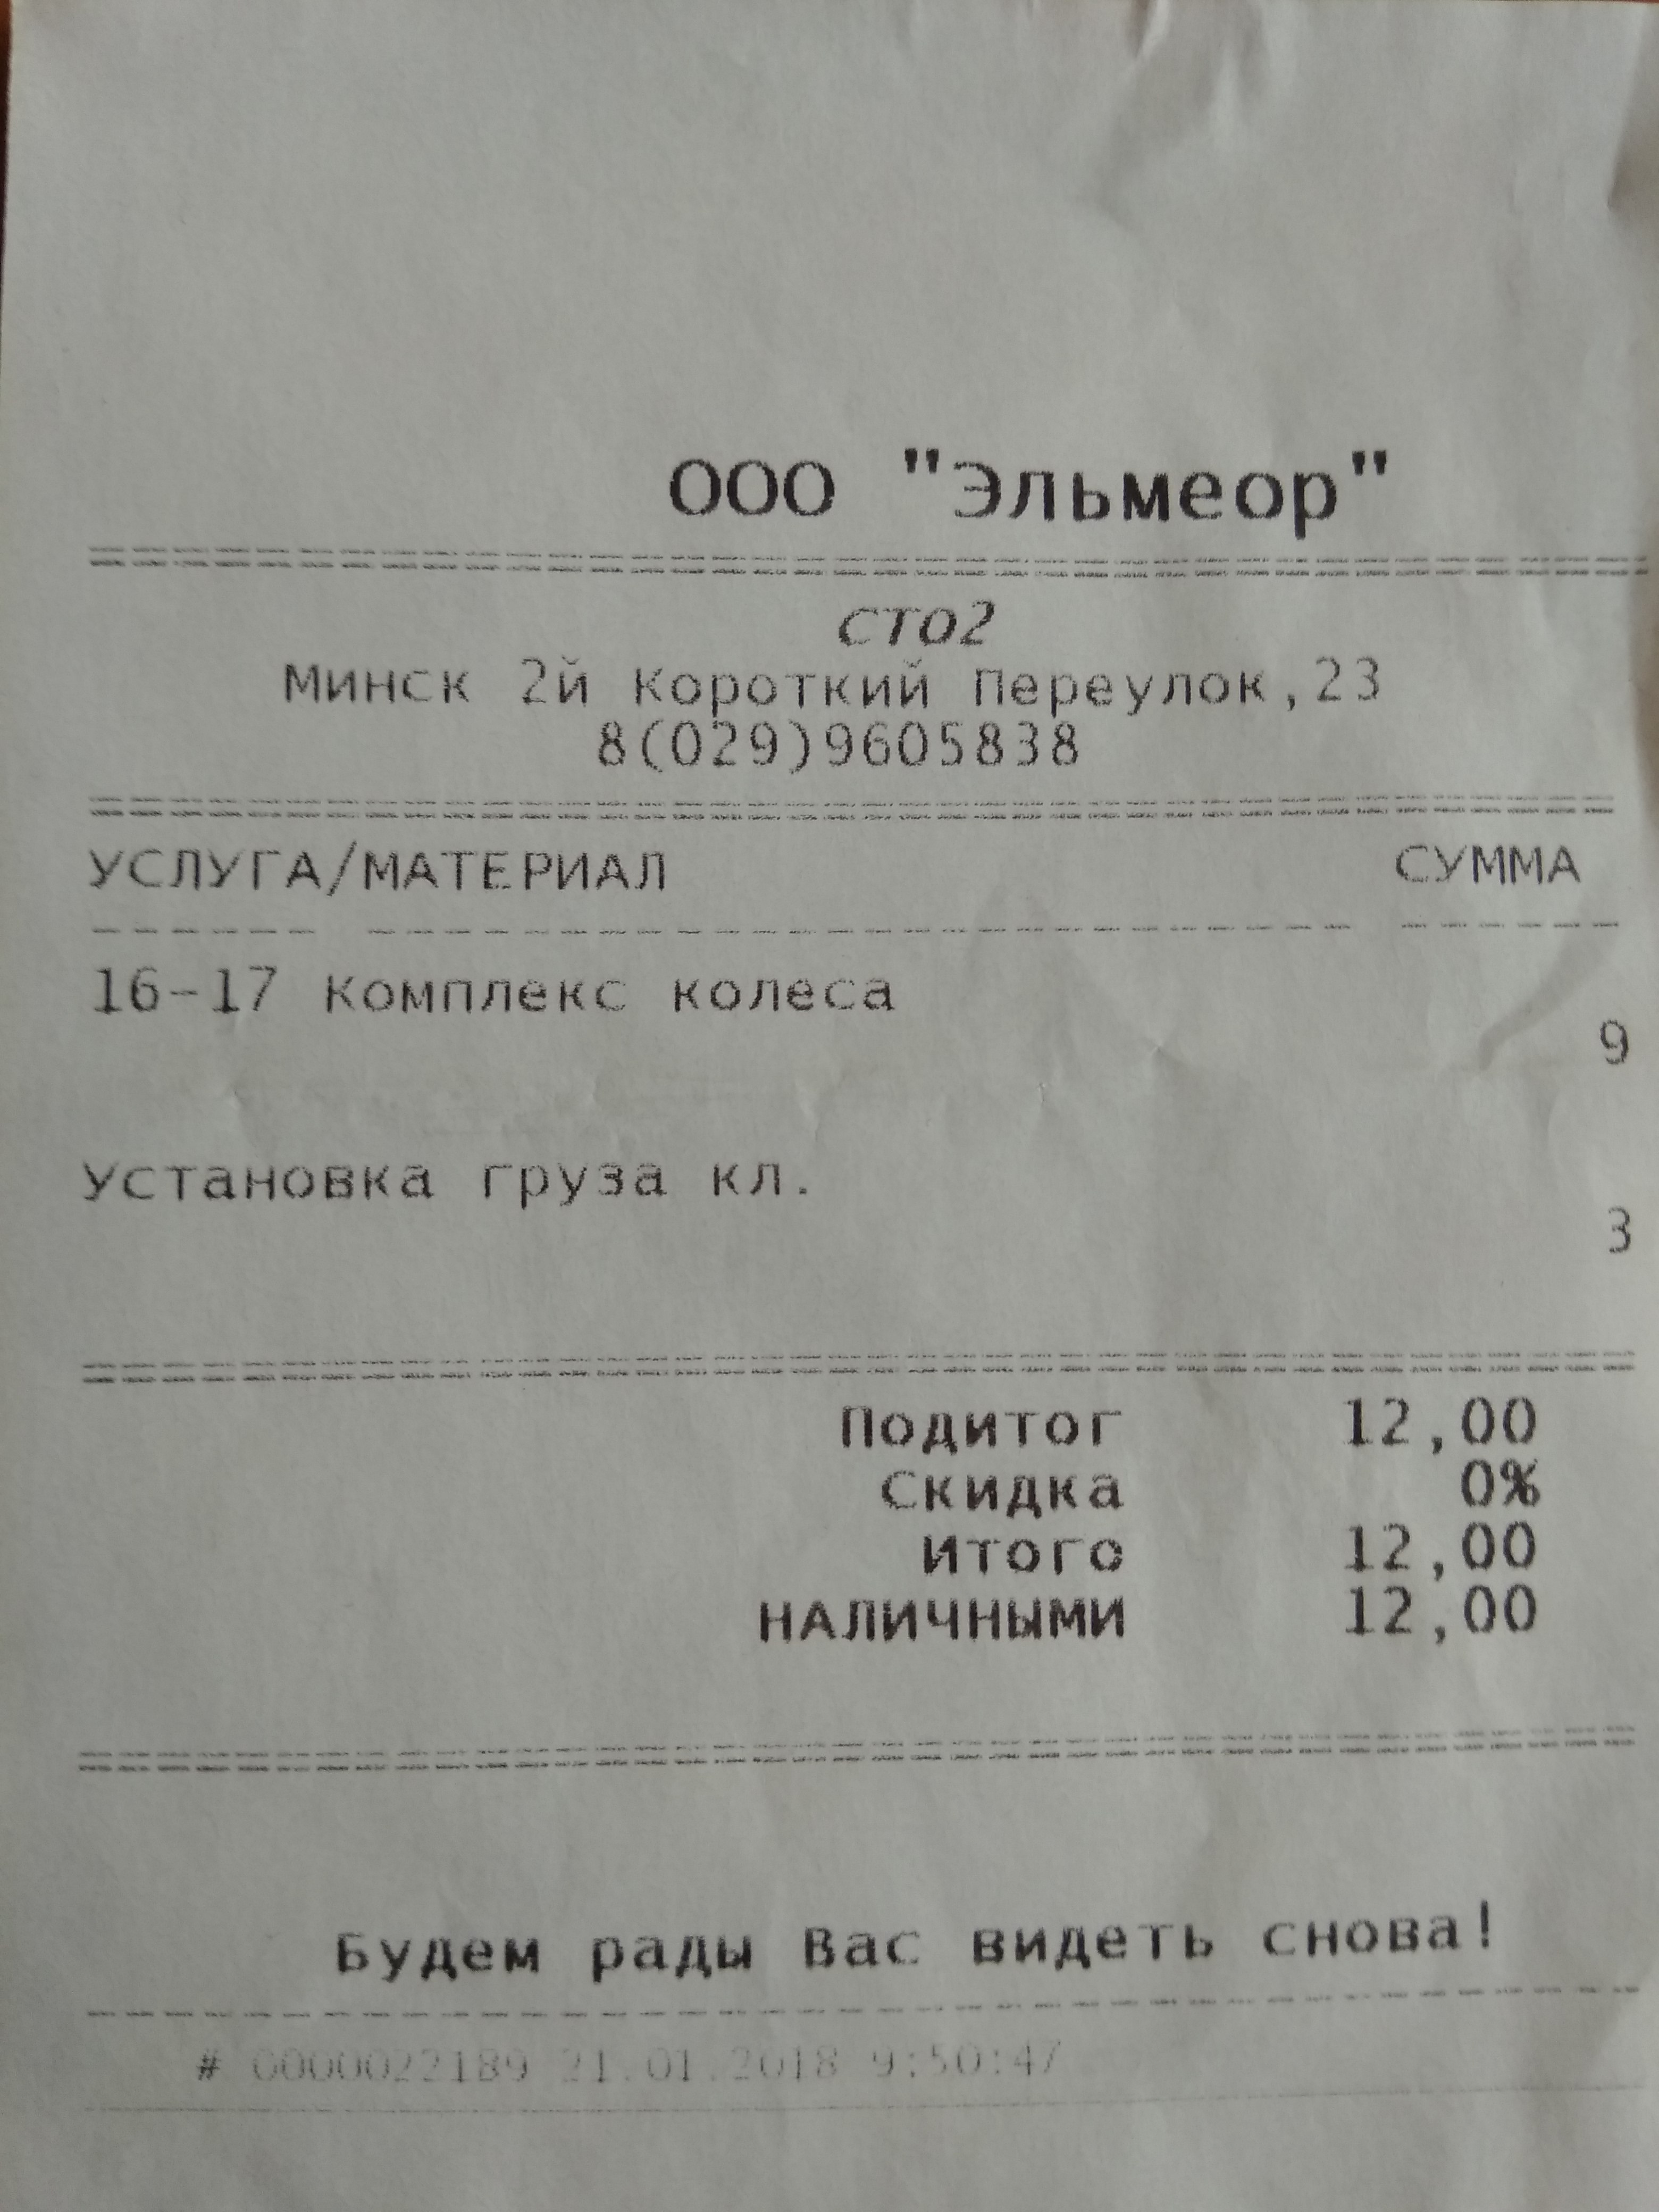 ООО "Эльмеор"
СТО2
Минск 2й Короткий Переулок,23
8(029)9605838
УСЛУГА/МАТЕРИАЛ СУММА
16-17 Комплекс колеса
9
Установка груза кл.
3
Подитог 12,00
Скидка 0%
Итого 12,00
НАЛИЧНЫМИ 12,00
Будем рады Вас видеть снова!
# 0000022189 21.01.2018 9:50:47